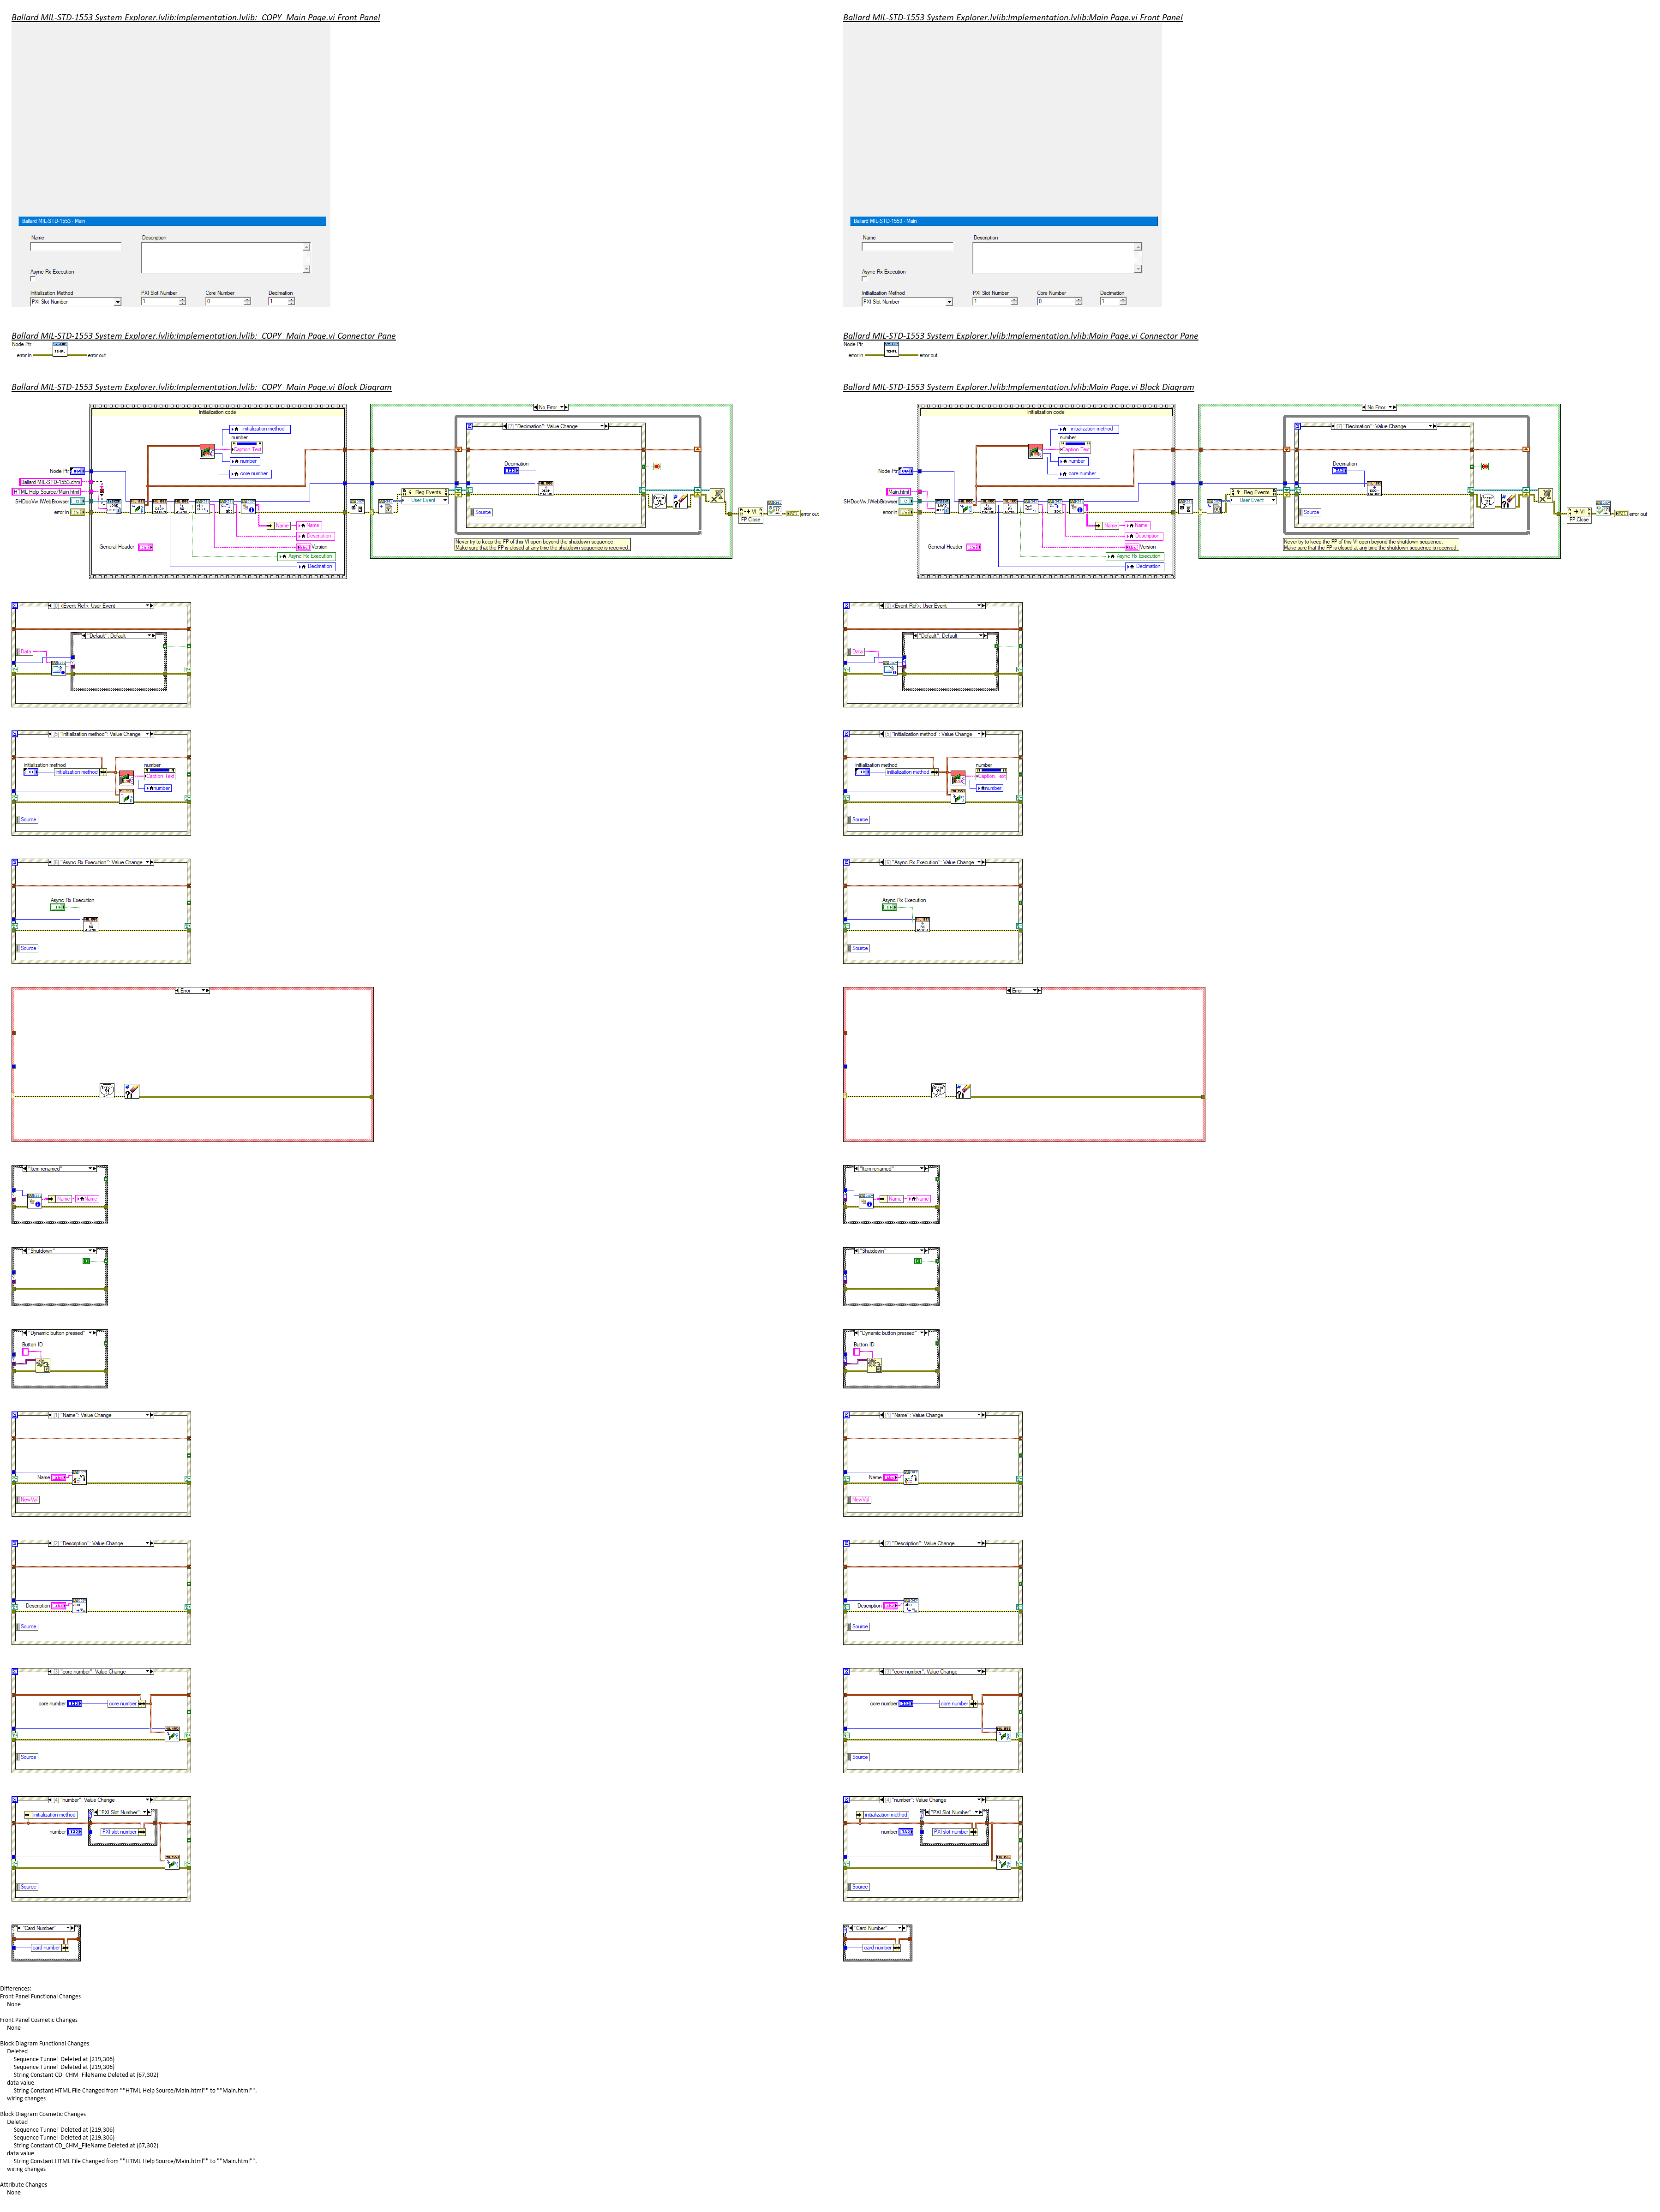 Ballard MIL-STD-1553 System Explorer.lvlib:Implementation.lvlib:_COPY_Main Page.vi Front Panel
Ballard MIL-STD-1553 - Main
Name
Description
Async Rx Execution
Initialization Method
PXI Slot Number
Core Number
Decimation
PXI Slot Number
1
0
1
Ballard MIL-STD-1553 System Explorer.lvlib:Implementation.lvlib:_COPY_Main Page.vi Connector Pane
Node Ptr
error in
error out
Ballard MIL-STD-1553 System Explorer.lvlib:Implementation.lvlib:_COPY_Main Page.vi Block Diagram
Initialization code
initialization method
number
Caption Text
number
core number
Node Ptr
Ballard MIL-STD-1553.chm
HTML Help Source/Main.html
SHDocVw.IWebBrowser
error in
General Header
Name
Name
Description
Version
Async Rx Execution
Decimation
No Error
Reg Events
User Event
[7] "Decimation": Value Change
Decimation
Source
Never try to keep the FP of this VI open beyond the shutdown sequence.
Make sure that the FP is closed at any time the shutdown sequence is received.
VI
FP.Close
error out
[0] <Event Ref>: User Event
"Default", Default
Data
[5] "initialization method": Value Change
initialization method
initialization method
number
Caption Text
number
Source
[6] "Async Rx Execution": Value Change
Async Rx Execution
Source
Error
"Item renamed"
Name
Name
"Shutdown"
"Dynamic button pressed"
Button ID
[1] "Name": Value Change
Name
NewVal
[2] "Description": Value Change
Description
Source
[3] "core number": Value Change
core number
core number
Source
[4] "number": Value Change
initialization method
"PXI Slot Number"
number
PXI slot number
Source
"Card Number"
card number
Ballard MIL-STD-1553 System Explorer.lvlib:Implementation.lvlib:Main Page.vi Front Panel
Ballard MIL-STD-1553 - Main
Name
Description
Async Rx Execution
Initialization Method
PXI Slot Number
Core Number
Decimation
PXI Slot Number
1
0
1
Ballard MIL-STD-1553 System Explorer.lvlib:Implementation.lvlib:Main Page.vi Connector Pane
Node Ptr
error in
error out
Ballard MIL-STD-1553 System Explorer.lvlib:Implementation.lvlib:Main Page.vi Block Diagram
Initialization code
initialization method
number
Caption Text
number
core number
Node Ptr
Main.html
SHDocVw.IWebBrowser
error in
General Header
Name
Name
Description
Version
Async Rx Execution
Decimation
No Error
Reg Events
User Event
[7] "Decimation": Value Change
Decimation
Source
Never try to keep the FP of this VI open beyond the shutdown sequence.
Make sure that the FP is closed at any time the shutdown sequence is received.
VI
FP.Close
error out
[0] <Event Ref>: User Event
"Default", Default
Data
[5] "initialization method": Value Change
initialization method
initialization method
number
Caption Text
number
Source
[6] "Async Rx Execution": Value Change
Async Rx Execution
Source
Error
"Item renamed"
Name
Name
"Shutdown"
"Dynamic button pressed"
Button ID
[1] "Name": Value Change
Name
NewVal
[2] "Description": Value Change
Description
Source
[3] "core number": Value Change
core number
core number
Source
[4] "number": Value Change
initialization method
"PXI Slot Number"
number
PXI slot number
Source
"Card Number"
card number
Differences:
Front Panel Functional Changes
None
Front Panel Cosmetic Changes
None
Block Diagram Functional Changes
Deleted
Sequence Tunnel  Deleted at (219,306)
Sequence Tunnel  Deleted at (219,306)
String Constant CD_CHM_FileName Deleted at (67,302)
data value
String Constant HTML File Changed from ""HTML Help Source/Main.html"" to ""Main.html"".
wiring changes
Block Diagram Cosmetic Changes
Deleted
Sequence Tunnel  Deleted at (219,306)
Sequence Tunnel  Deleted at (219,306)
String Constant CD_CHM_FileName Deleted at (67,302)
data value
String Constant HTML File Changed from ""HTML Help Source/Main.html"" to ""Main.html"".
wiring changes
Attribute Changes
None